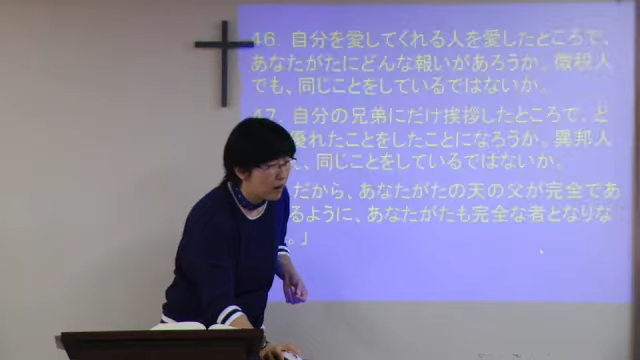 46. 自分を愛してくれる人を愛したところで、
あなたがたにどんな報いがあろうか。徴税人
でも、同じことをしているではないか。
47. 自分の兄弟にだけ挨拶したところで、ど
優れたことをしたことになろうか。異邦人
、同じことをしているではないか。
だから、あなたがたの天の父が完全であ
るように、あなたがたも完全な者となりな
。」